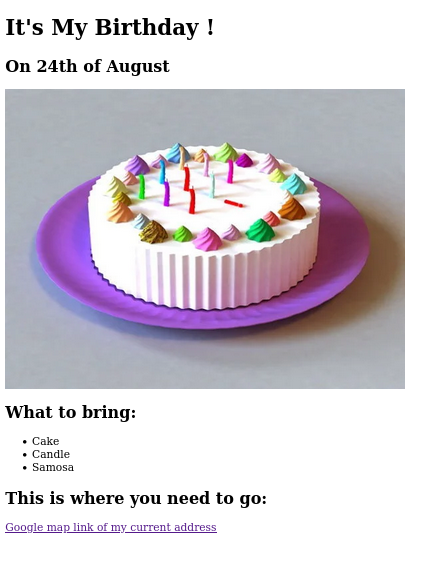 It's My Birthday !
On 24th of August
What to bring:
Cake
Candle
Samosa
This is where you need to go:
Google map link of my current address